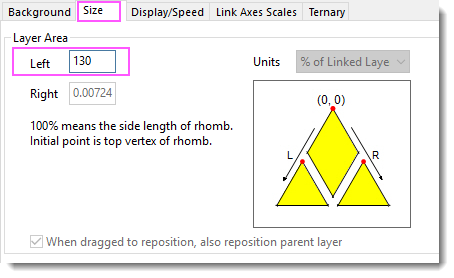 Background Size Display/Speed Link Axes Scales Ternary
Layer Area
Left 130 Units % of Linked Laye
Right 0.00724
100% means the side length of rhomb.
Initial point is top vertex of rhomb.
(0, 0)
L R
When dragged to reposition, also reposition parent layer